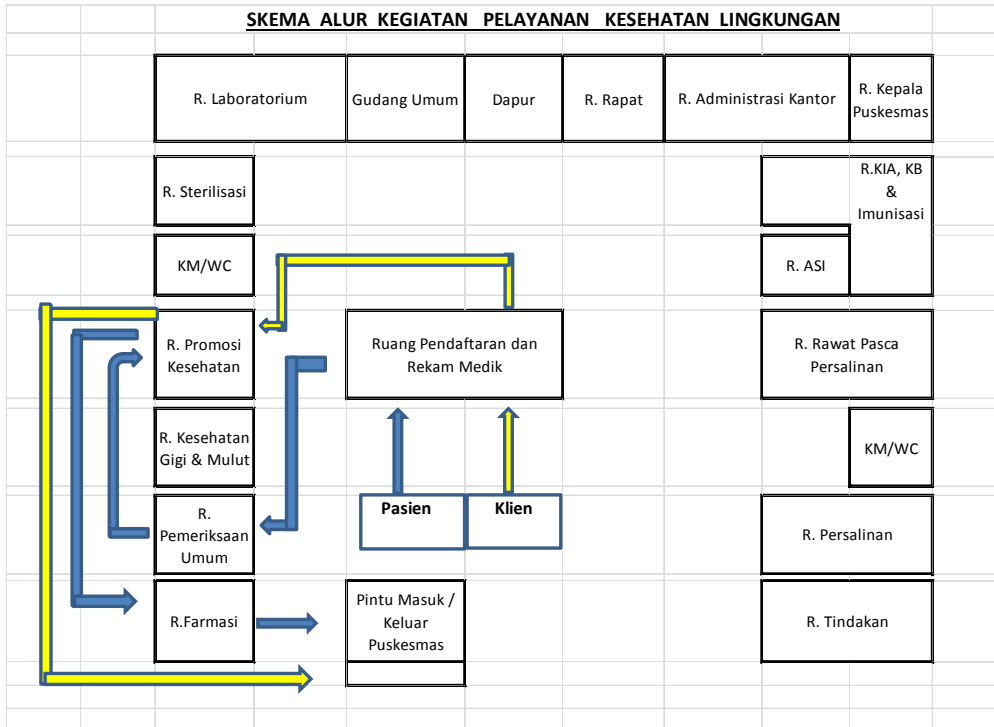 SKEMA ALUR KEGIATAN PELAYANAN KESEHATAN LINGKUNGAN
R. Laboratorium
Gudang Umum
Dapur
R. Rapat
R. Administrasi Kantor
R. Kepala
Puskesmas
R. Sterilisasi
R.KIA, KB
&
Imunisasi
KM/WC
R. ASI
R. Promosi
Kesehatan
Ruang Pendaftaran dan
Rekam Medik
R. Rawat Pasca
Persalinan
R. Kesehatan
Gigi & Mulut
KM/WC
R.
Pemeriksaan
Umum
Pasien
Klien
R. Persalinan
R.Farmasi
Pintu Masuk /
Keluar
Puskesmas
R. Tindakan